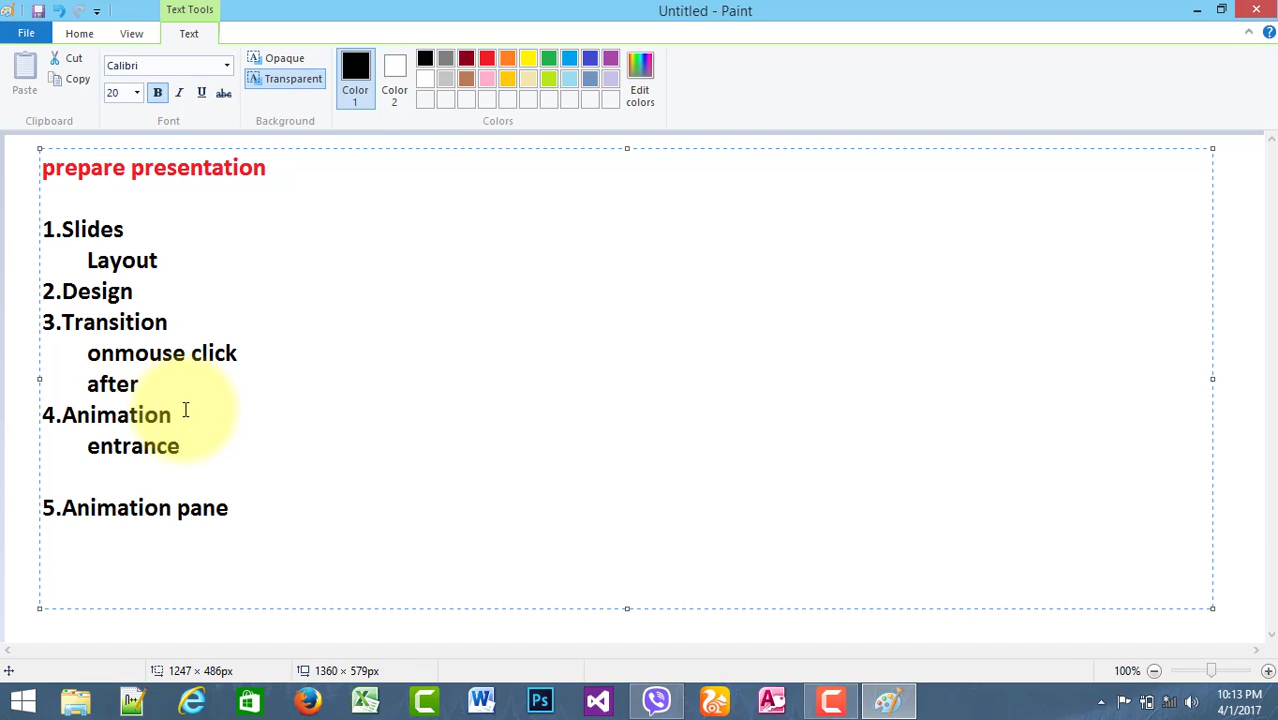 Text Tools
Untitled - Paint
File
Home
View
Text
Paste
Cut
Copy
Clipboard
Calibri
20
B
I
U
abc
Font
Opaque
Transparent
Background
Color 1
Color 2
Edit colors
Colors
prepare presentation
1.Slides
Layout
2.Design
3.Transition
onmouse click
after
4.Animation
entrance
5.Animation pane
1247 × 486px
1360 × 579px
100%
10:13 PM
4/1/2017